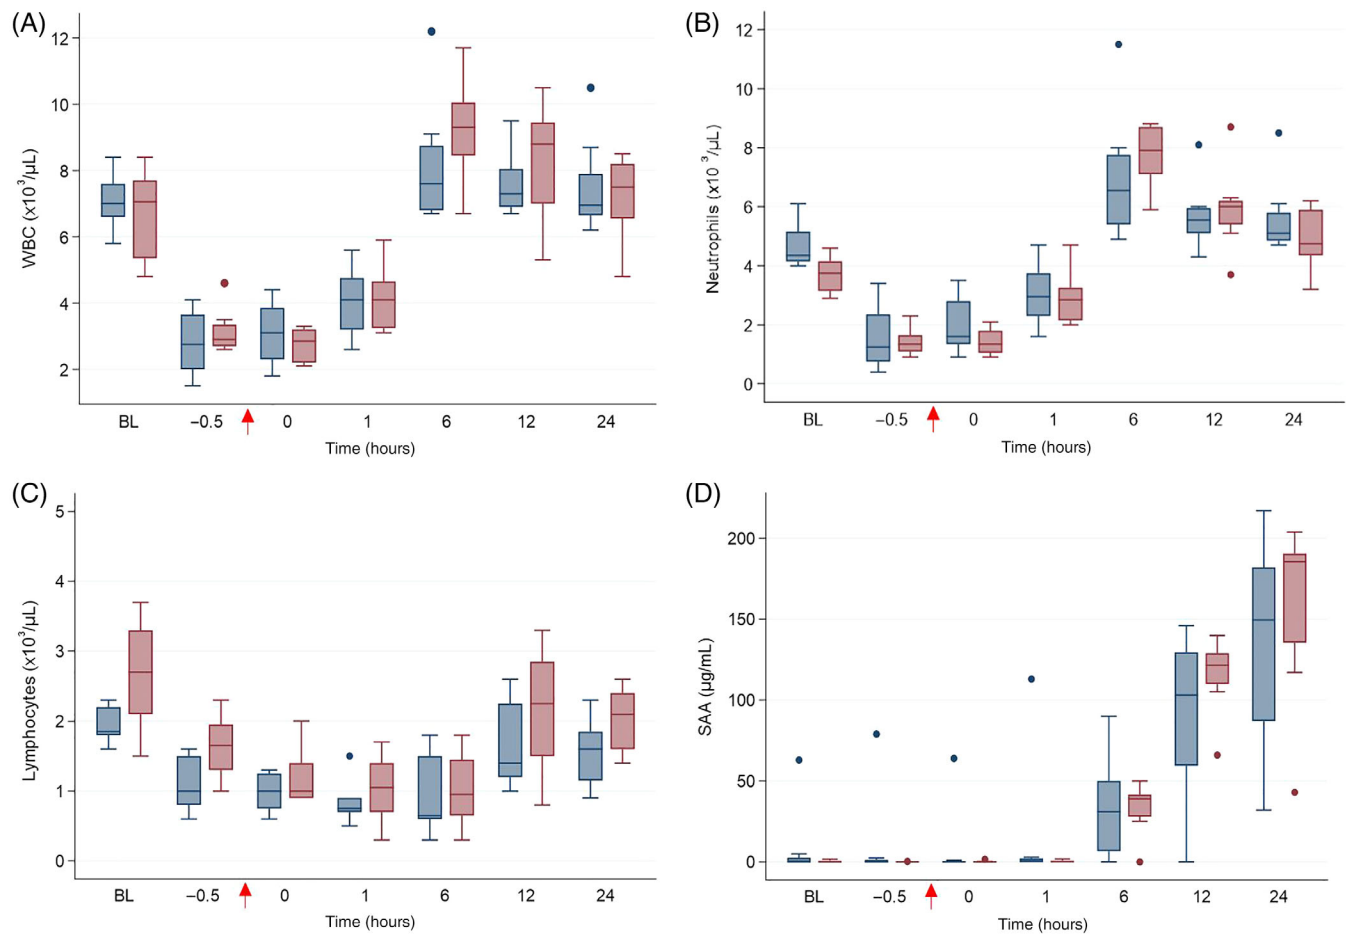 (A)
WBC (x10³/µL)
12
10
8
6
4
2
BL −0.5 0 1 6 12 24
Time (hours)
(B)
Neutrophils (x10³/µL)
12
10
8
6
4
2
0
BL −0.5 0 1 6 12 24
Time (hours)
(C)
Lymphocytes (x10³/µL)
5
4
3
2
1
0
BL −0.5 0 1 6 12 24
Time (hours)
(D)
SAA (µg/mL)
200
150
100
50
0
BL −0.5 0 1 6 12 24
Time (hours)